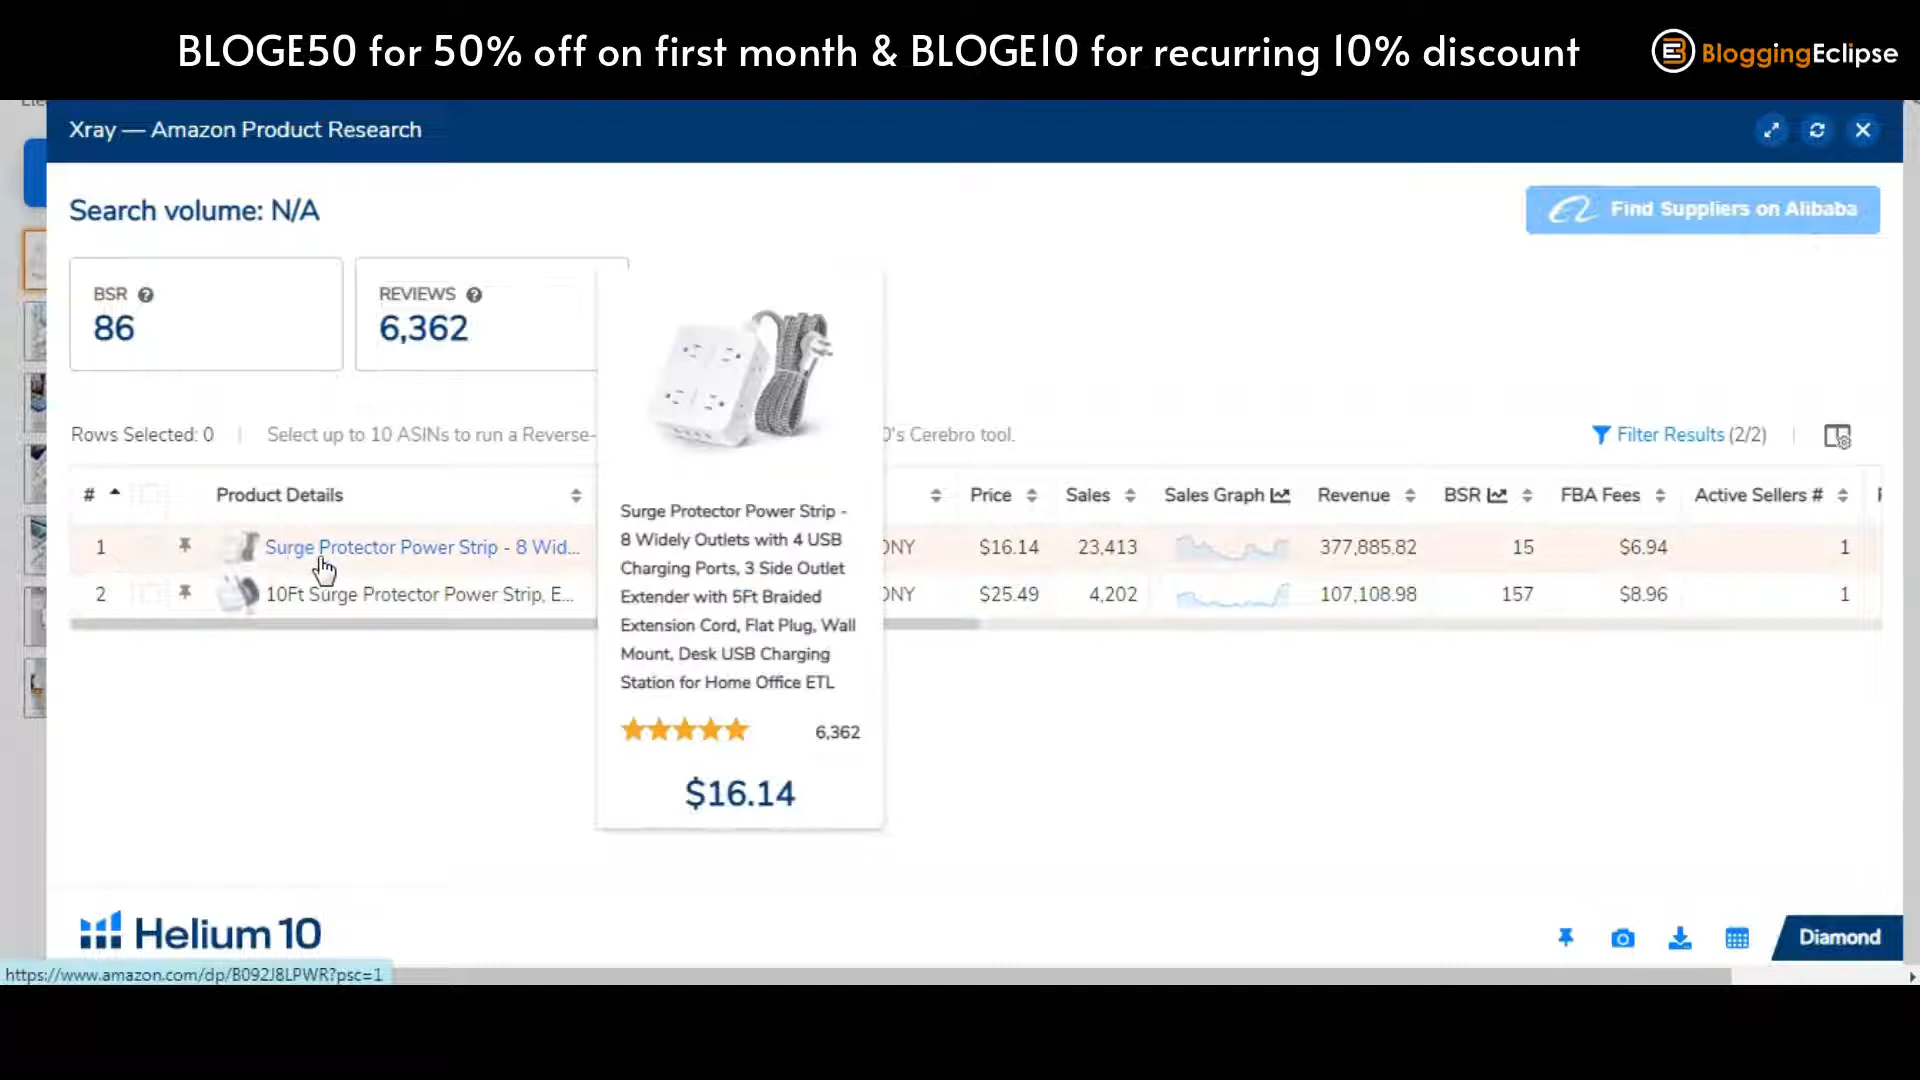 BLOGE50 for 50% off on first month & BLOGE10 for recurring 10% discount
BloggingEclipse
Xray — Amazon Product Research
Search volume: N/A
Find Suppliers on Alibaba
BSR
86
REVIEWS
6,362
Rows Selected: 0 | Select up to 10 ASINs to run a Reverse-
0's Cerebro tool.
Filter Results (2/2)
# Product Details Price Sales Sales Graph Revenue BSR FBA Fees Active Sellers #
1 Surge Protector Power Strip - 8 Wid... ONY $16.14 23,413 377,885.82 15 $6.94 1
2 10Ft Surge Protector Power Strip, E... ONY $25.49 4,202 107,108.98 157 $8.96 1
Surge Protector Power Strip -
8 Widely Outlets with 4 USB
Charging Ports, 3 Side Outlet
Extender with 5Ft Braided
Extension Cord, Flat Plug, Wall
Mount, Desk USB Charging
Station for Home Office ETL
6,362
$16.14
Helium 10
Diamond
https://www.amazon.com/dp/B092J8LPWR?psc=1